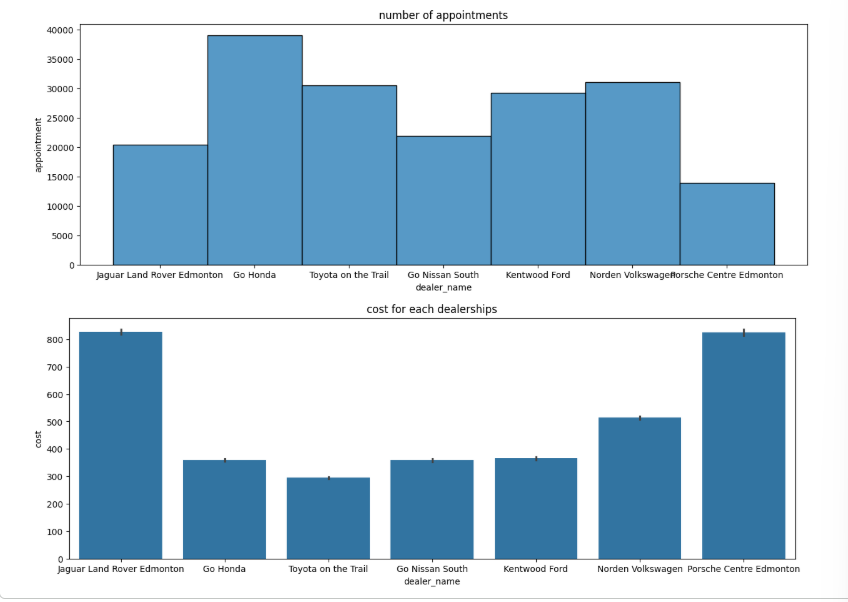 number of appointments
40000
35000
30000
25000
20000
15000
10000
5000
0
appointment
Jaguar Land Rover Edmonton Go Honda Toyota on the Trail Go Nissan South Kentwood Ford Norden Volkswagen Porsche Centre Edmonton
dealer_name
cost for each dealerships
800
700
600
500
400
300
200
100
0
cost
Jaguar Land Rover Edmonton Go Honda Toyota on the Trail Go Nissan South Kentwood Ford Norden Volkswagen Porsche Centre Edmonton
dealer_name